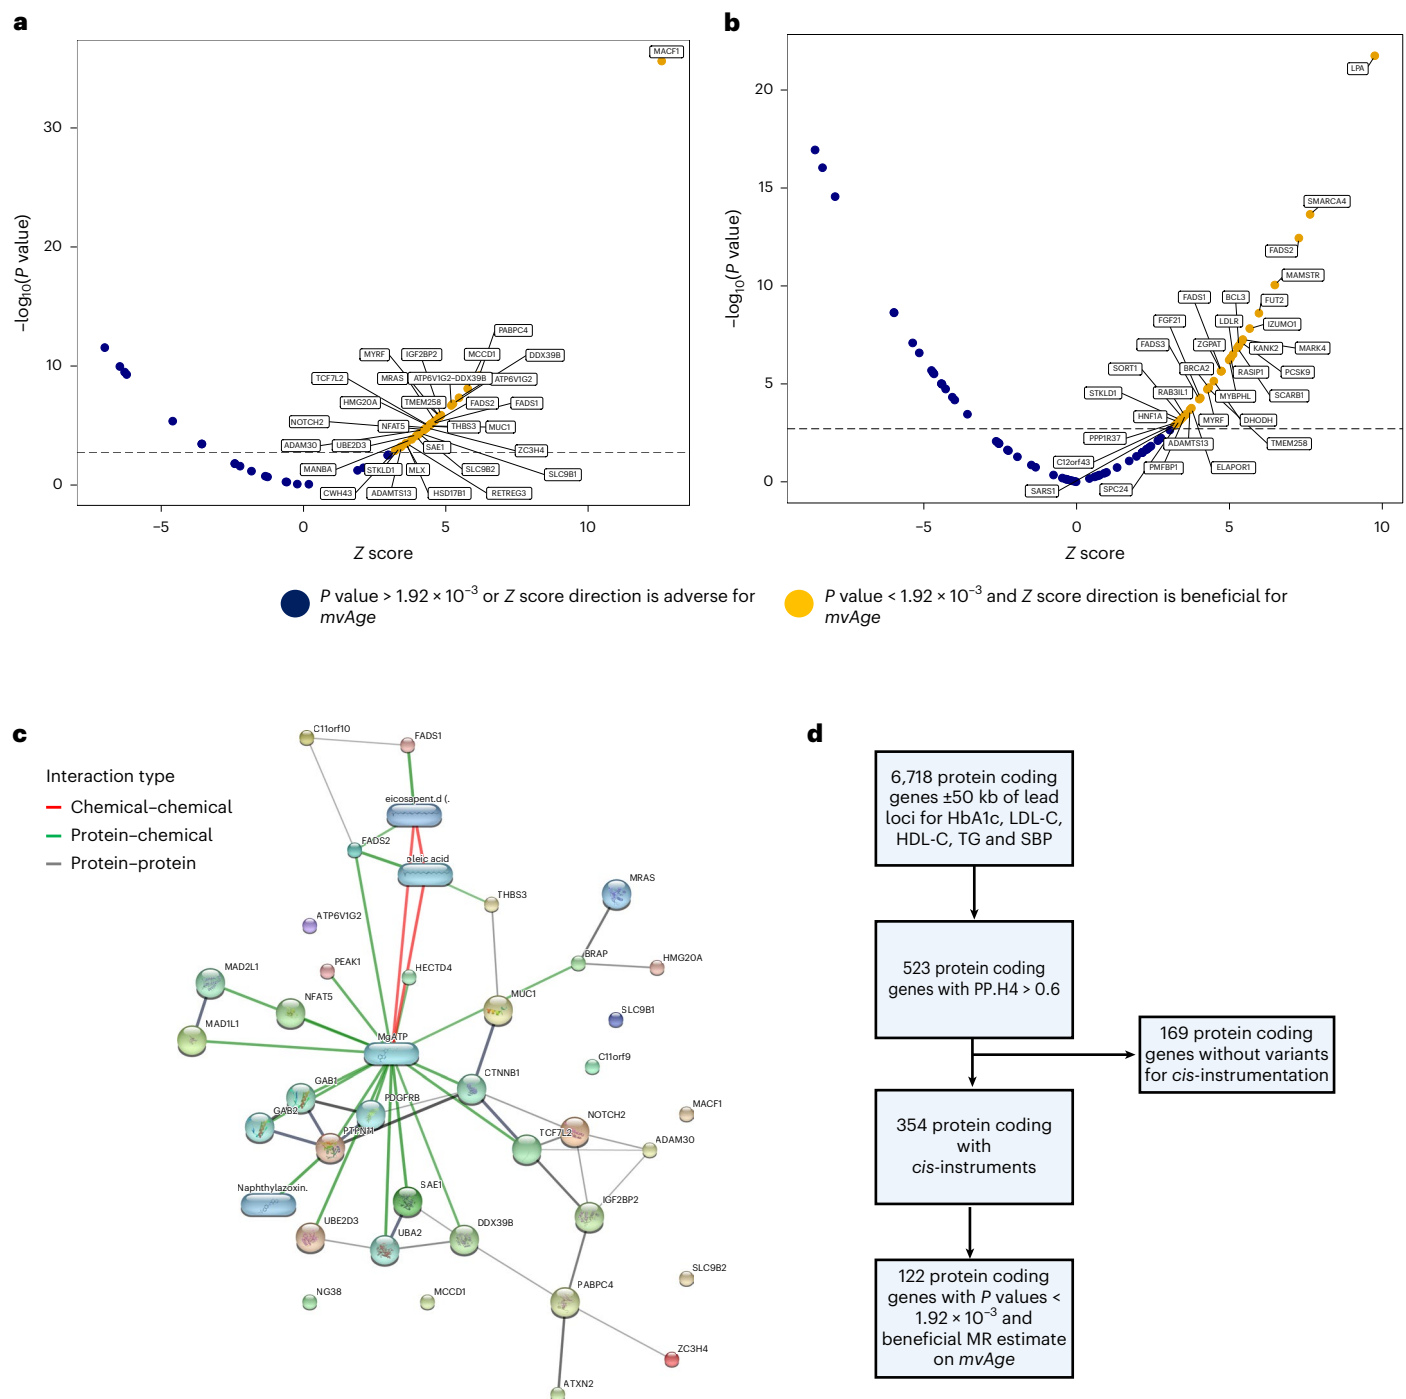 a
MACF1
30
20
10
0
−log10(P value)
PABPC4
MYRF
IGF2BP2
MCCD1
DDX39B
TCF7L2
MRAS
ATP6V1G2–DDX39B
ATP6V1G2
HMG20A
TMEM258
FADS2
FADS1
NOTCH2
NFAT5
THBS3
MUC1
ADAM30
UBE2D3
SAE1
ZC3H4
MANBA
STKLD1
MLX
SLC9B2
SLC9B1
CWH43
ADAMTS13
HSD17B1
RETREG3
−5
0
5
10
Z score
b
LPA
20
15
10
5
0
−log10(P value)
SMARCA4
FADS2
MAMSTR
FADS1
BCL3
FUT2
FGF21
LDLR
IZUMO1
FADS3
ZGPAT
KANK2
MARK4
SORT1
BRCA2
RASIP1
PCSK9
STKLD1
RAB3IL1
MYBPHL
SCARB1
HNF1A
MYRF
DHODH
PPP1R37
ADAMTS13
TMEM258
C12orf43
PMFBP1
ELAPOR1
SARS1
SPC24
−5
0
5
10
Z score
P value > 1.92 × 10−3 or Z score direction is adverse for
mvAge
P value < 1.92 × 10−3 and Z score direction is beneficial for
mvAge
c
Interaction type
Chemical–chemical
Protein–chemical
Protein–protein
C11orf10
FADS1
eicosapent.d (.
FADS2
oleic acid
THBS3
MRAS
ATP6V1G2
PEAK1
HECTD4
BRAP
HMG20A
MAD2L1
NFAT5
MUC1
SLC9B1
MAD1L1
MgATP
C11orf9
GAB1
PDGFRB
CTNNB1
MACF1
GAB2
PTPN11
TCF7L2
NOTCH2
ADAM30
Naphthylazoxin.
SAE1
IGF2BP2
UBE2D3
UBA2
DDX39B
SLC9B2
NG38
MCCD1
PABPC4
ZC3H4
ATXN2
d
6,718 protein coding
genes ±50 kb of lead
loci for HbA1c, LDL-C,
HDL-C, TG and SBP
523 protein coding
genes with PP.H4 > 0.6
169 protein coding
genes without variants
for cis-instrumentation
354 protein coding
with
cis-instruments
122 protein coding
genes with P values <
1.92 × 10−3 and
beneficial MR estimate
on mvAge